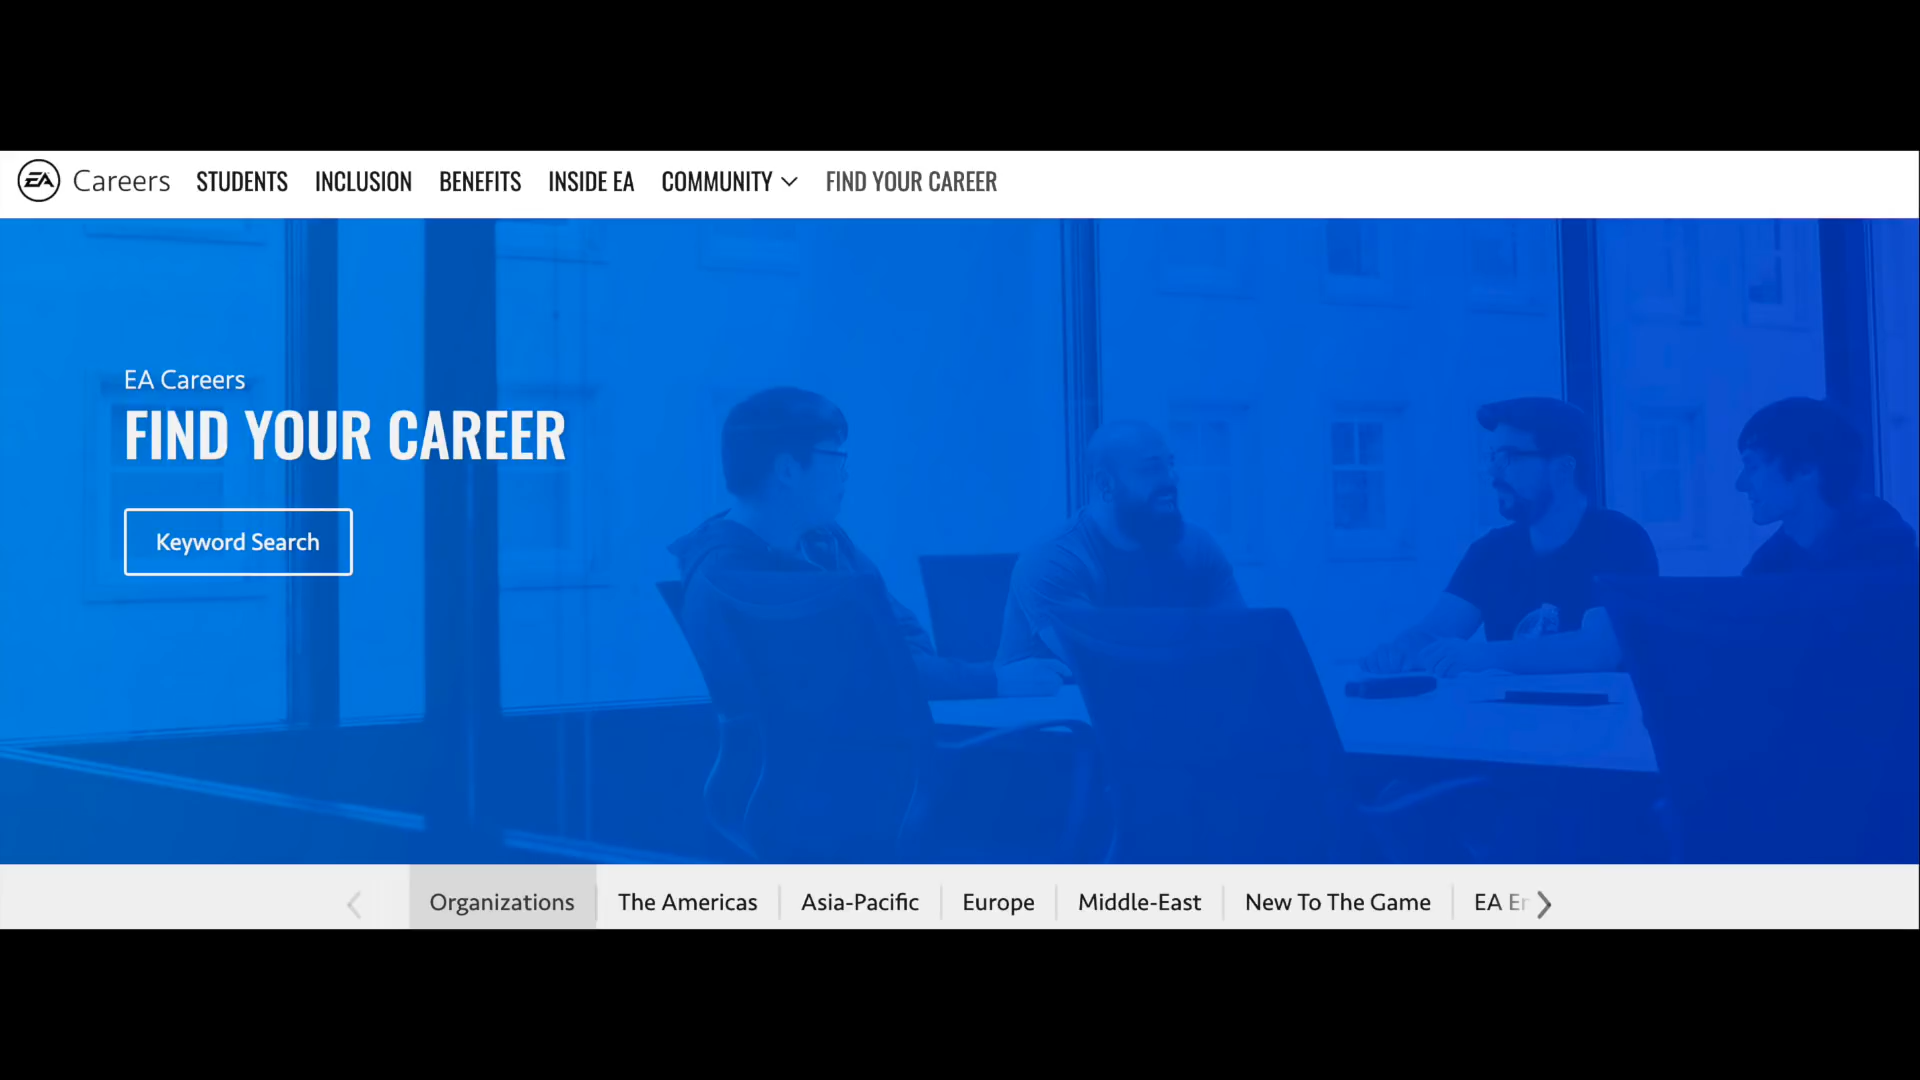 EA Careers STUDENTS INCLUSION BENEFITS INSIDE EA COMMUNITY FIND YOUR CAREER
EA Careers
FIND YOUR CAREER
Keyword Search
Organizations The Americas Asia-Pacific Europe Middle-East New To The Game EA